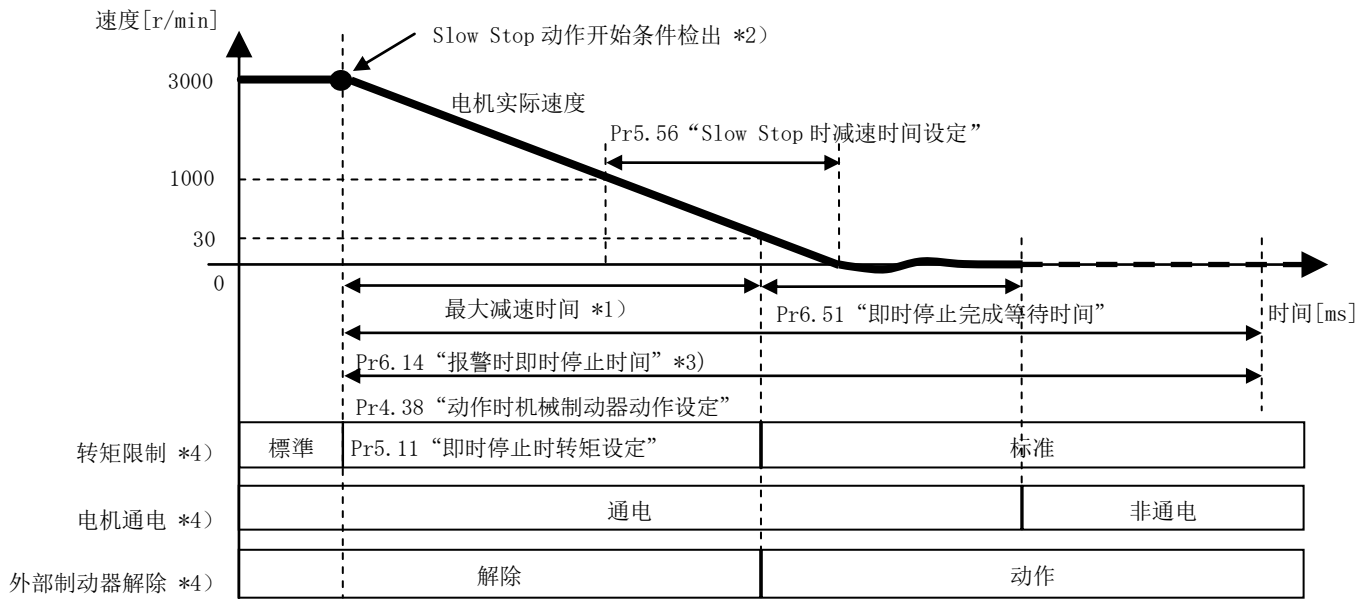 速度[r/min]
Slow Stop 动作开始条件检出 *2）
3000
电机实际速度
Pr5.56 “Slow Stop 时减速时间设定”
1000
30
0
最大减速时间 *1）
Pr6.51 “即时停止完成等待时间”
时间[ms]
Pr6.14 “报警时即时停止时间” *3)
Pr4.38 “动作时机械制动器动作设定”
转矩限制 *4）
標準
Pr5.11 “即时停止时转矩设定”
标准
电机通电 *4）
通电
非通电
外部制动器解除 *4）
解除
动作